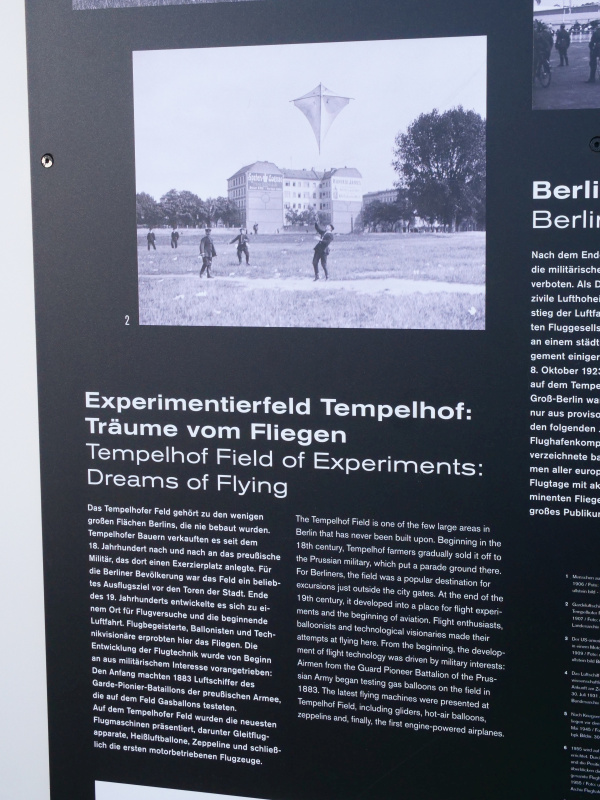 2
Experimentierfeld Tempelhof:
Träume vom Fliegen
Tempelhof Field of Experiments:
Dreams of Flying
Das Tempelhofer Feld gehört zu den wenigen
großen Flächen Berlins, die nie bebaut wurden.
Tempelhofer Bauern verkauften es seit dem
18. Jahrhundert nach und nach an das preußische
Militär, das dort einen Exerzierplatz anlegte. Für
die Berliner Bevölkerung war das Feld ein belieb-
tes Ausflugsziel vor den Toren der Stadt. Ende
des 19. Jahrhunderts entwickelte es sich zu ei-
nem Ort für Flugversuche und die beginnende
Luftfahrt. Flugbegeisterte, Ballonisten und Tech-
nikvisionäre erprobten hier das Fliegen. Die
Entwicklung der Flugtechnik wurde von Beginn
an aus militärischem Interesse vorangetrieben:
Den Anfang machten 1883 Luftschiffer des
Garde-Pionier-Bataillons der preußischen Armee,
die auf dem Feld Gasballons testeten.
Auf dem Tempelhofer Feld wurden die neuesten
Flugmaschinen präsentiert, darunter Gleitflug-
apparate, Heißluftballone, Zeppeline und schließ-
lich die ersten motorbetriebenen Flugzeuge.
The Tempelhof Field is one of the few large areas in
Berlin that has never been built upon. Beginning in the
18th century, Tempelhof farmers gradually sold it off to
the Prussian military, which put a parade ground there.
For Berliners, the field was a popular destination for
excursions just outside the city gates. At the end of the
19th century, it developed into a place for flight experi-
ments and the beginning of aviation. Flight enthusiasts,
balloonists and technological visionaries made their
attempts at flying here. From the beginning, the develop-
ment of flight technology was driven by military interests:
Airmen from the Guard Pioneer Battalion of the Prus-
sian Army began testing gas balloons on the field in
1883. The latest flying machines were presented at
Tempelhof Field, including gliders, hot-air balloons,
zeppelins and, finally, the first engine-powered airplanes.
Berli
Berlin
Nach dem End
die militärische
verboten. Als D
zivile Lufthohei
stieg der Luftfa
ten Fluggesells
an einem städt
gement einiger
8. Oktober 1923
auf dem Tempe
Groß-Berlin wa
nur aus proviso
den folgenden
Flughafenkomp
verzeichnete ba
men aller europ
Flugtage mit ak
minenten Fliege
großes Publikum